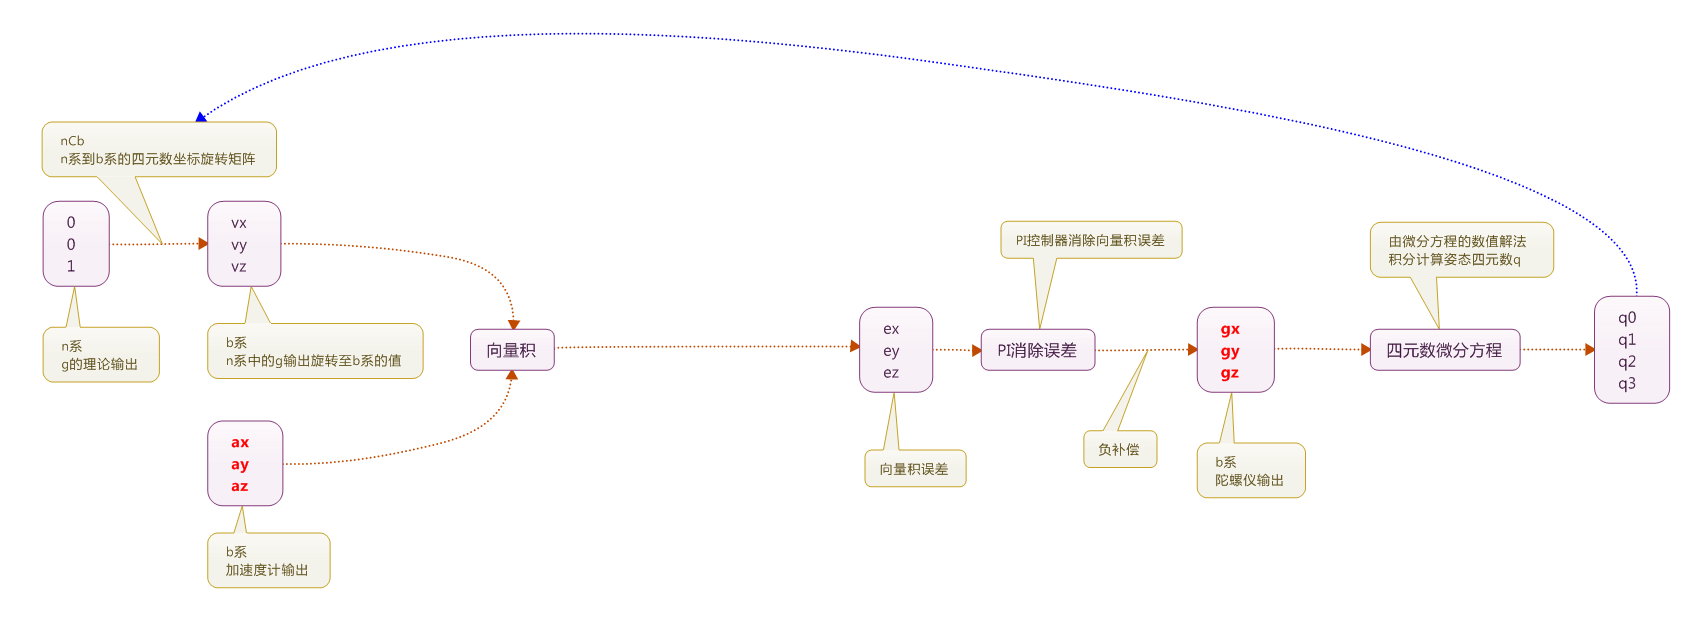 nCb
n系到b系的四元数坐标旋转矩阵
0
0
1
vx
vy
vz
n系
g的理论输出
b系
n系中的g输出旋转至b系的值
ax
ay
az
b系
加速度计输出
向量积
ex
ey
ez
向量积误差
PI控制器消除向量积误差
PI消除误差
负补偿
gx
gy
gz
b系
陀螺仪输出
由微分方程的数值解法
积分计算姿态四元数q
四元数微分方程
q0
q1
q2
q3